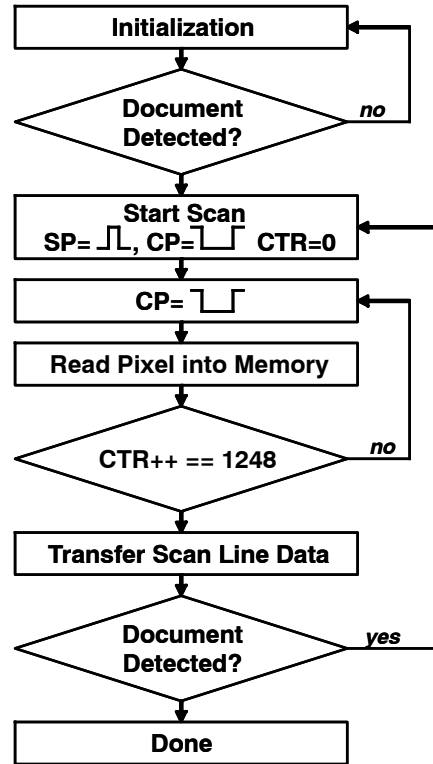 Initialization
Document
Detected?
no
Start Scan
SP= , CP= CTR=0
CP=
Read Pixel into Memory
CTR++ == 1248
no
Transfer Scan Line Data
Document
Detected?
yes
Done